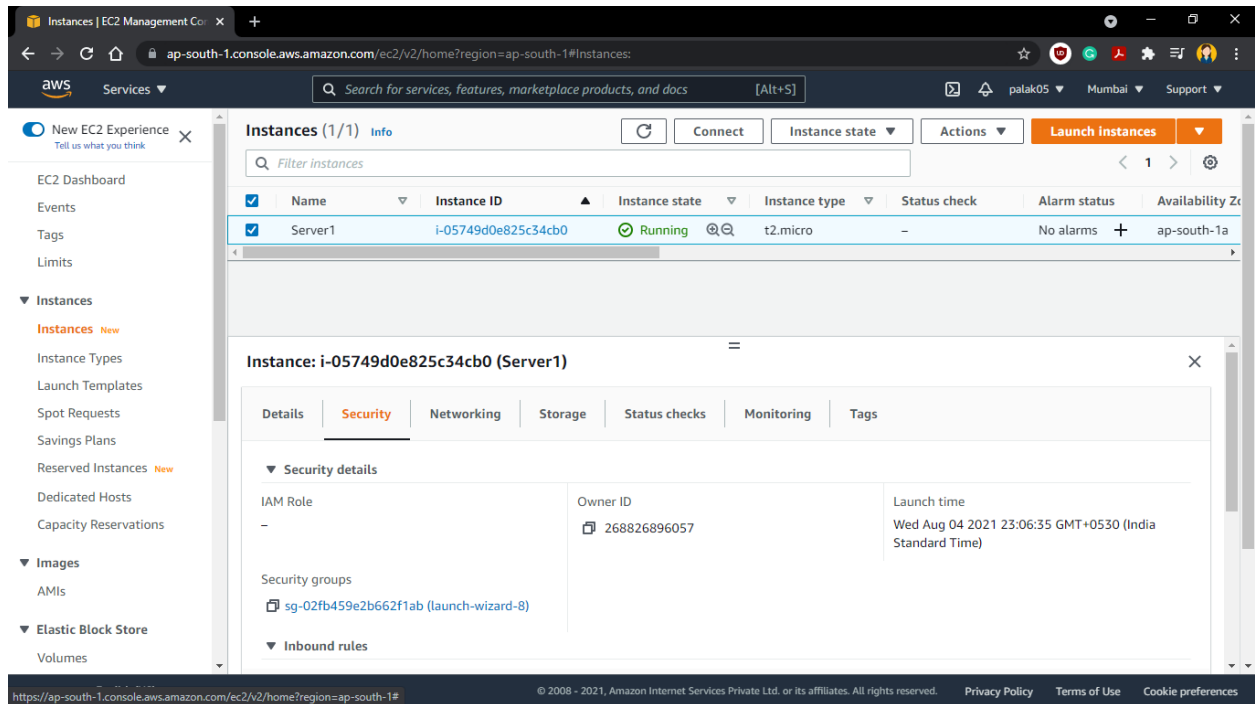 Instances | EC2 Management Con
ap-south-1.console.aws.amazon.com/ec2/v2/home?region=ap-south-1#Instances:
aws Services Search for services, features, marketplace products, and docs [Alt+S] palak05 Mumbai Support
New EC2 Experience
Tell us what you think
EC2 Dashboard
Events
Tags
Limits
Instances
Instances New
Instance Types
Launch Templates
Spot Requests
Savings Plans
Reserved Instances New
Dedicated Hosts
Capacity Reservations
Images
AMIs
Elastic Block Store
Volumes
Instances (1/1) Info Connect Instance state Actions Launch instances
Filter instances 1
Name Instance ID Instance state Instance type Status check Alarm status Availability Zo
Server1 i-05749d0e825c34cb0 Running t2.micro – No alarms + ap-south-1a
Instance: i-05749d0e825c34cb0 (Server1)
Details Security Networking Storage Status checks Monitoring Tags
Security details
IAM Role Owner ID Launch time
– 268826896057 Wed Aug 04 2021 23:06:35 GMT+0530 (India
Standard Time)
Security groups
sg-02fb459e2b662f1ab (launch-wizard-8)
Inbound rules
https://ap-south-1.console.aws.amazon.com/ec2/v2/home?region=ap-south-1#
© 2008 - 2021, Amazon Internet Services Private Ltd. or its affiliates. All rights reserved. Privacy Policy Terms of Use Cookie preferences